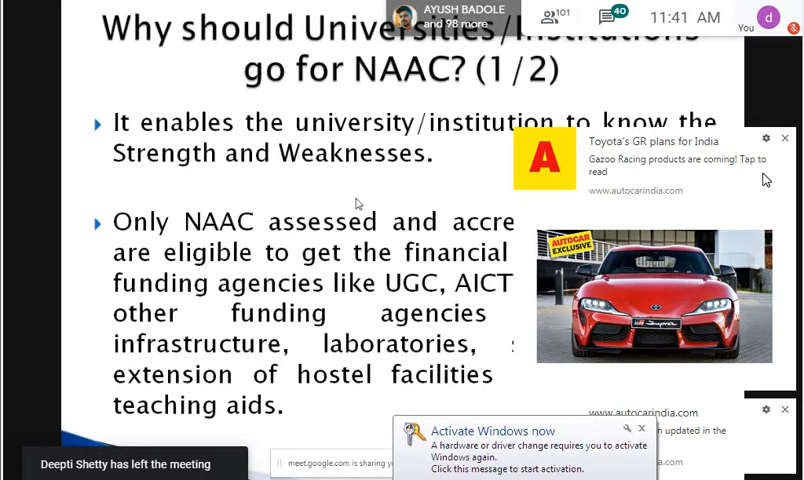 Why should Universities/Institutions
go for NAAC? (1/2)
AYUSH BADOLE
and 98 more
101
40
11:41 AM
You
d
It enables the university/institution to know the
Strength and Weaknesses.
Only NAAC assessed and accre
are eligible to get the financial
funding agencies like UGC, AICT
other funding agencies
infrastructure, laboratories,
extension of hostel facilities
teaching aids.
A
Toyota's GR plans for India
Gazoo Racing products are coming! Tap to
read
www.autocarindia.com
AUTOCAR
EXCLUSIVE
Supra
www.autocarindia.com
n updated in the
.com
Activate Windows now
A hardware or driver change requires you to activate
Windows again.
Click this message to start activation.
Deepti Shetty has left the meeting
meet.google.com is sharing